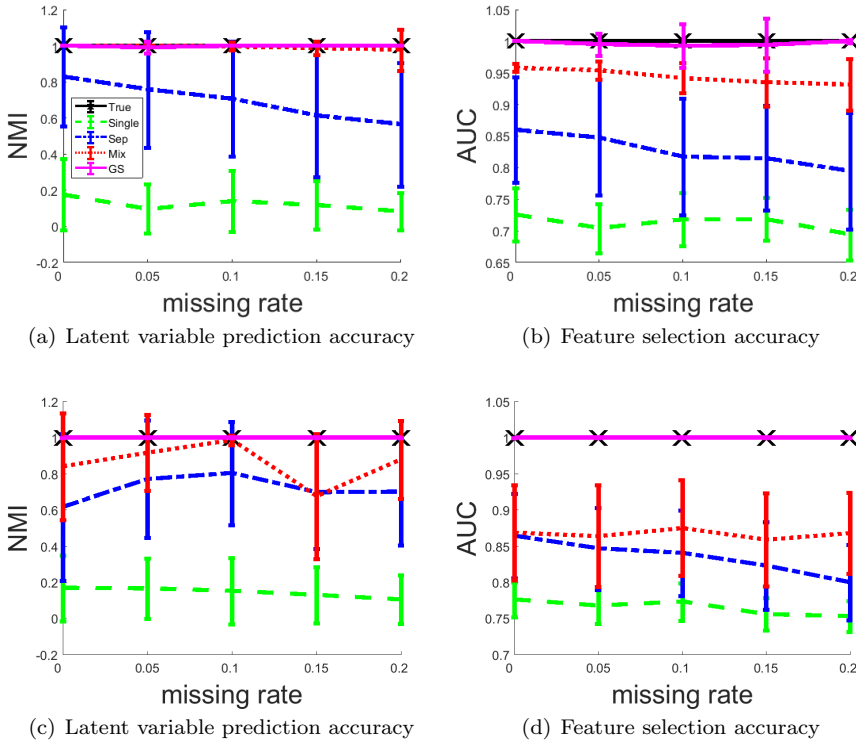 1.2
1
0.8
0.6
0.4
0.2
0
-0.2
NMI
True
Single
Sep
Mix
GS
0 0.05 0.1 0.15 0.2
missing rate
(a) Latent variable prediction accuracy
1.05
1
0.95
0.9
0.85
0.8
0.75
0.7
0.65
AUC
0 0.05 0.1 0.15 0.2
missing rate
(b) Feature selection accuracy
1.2
1
0.8
0.6
0.4
0.2
0
-0.2
NMI
0 0.05 0.1 0.15 0.2
missing rate
(c) Latent variable prediction accuracy
1.05
1
0.95
0.9
0.85
0.8
0.75
0.7
AUC
0 0.05 0.1 0.15 0.2
missing rate
(d) Feature selection accuracy